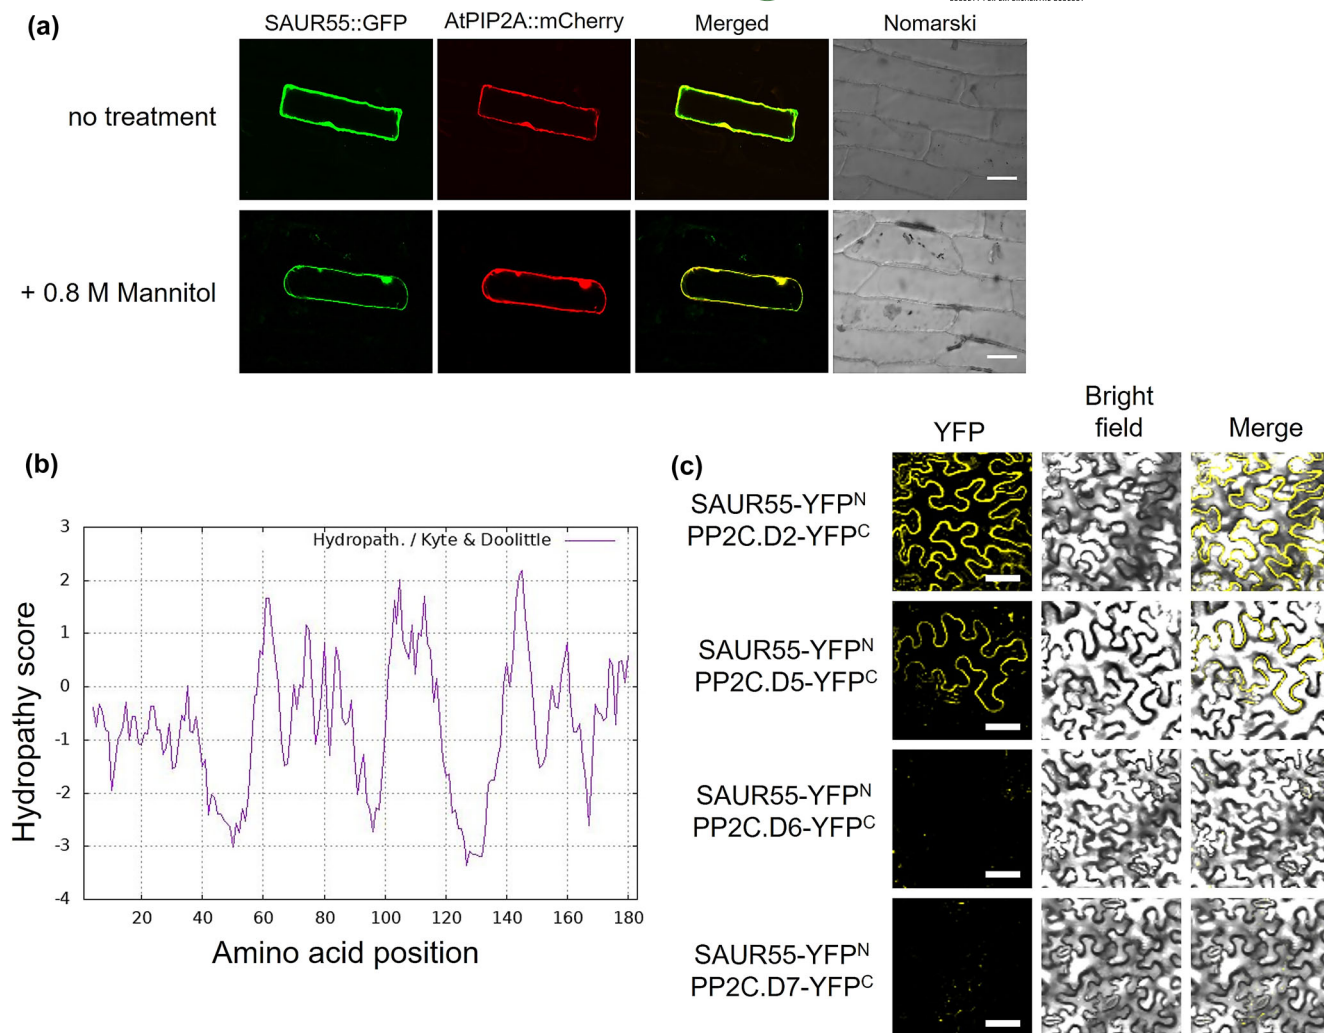 (a)
SAUR55::GFP AtPIP2A::mCherry Merged Nomarski
no treatment
+ 0.8 M Mannitol
(b)
3
2
1
0
-1
-2
-3
-4
Hydropath. / Kyte & Doolittle
Hydropathy score
20 40 60 80 100 120 140 160 180
Amino acid position
(c)
YFP
Bright
field
Merge
SAUR55-YFPᴺ
PP2C.D2-YFPᶜ
SAUR55-YFPᴺ
PP2C.D5-YFPᶜ
SAUR55-YFPᴺ
PP2C.D6-YFPᶜ
SAUR55-YFPᴺ
PP2C.D7-YFPᶜ